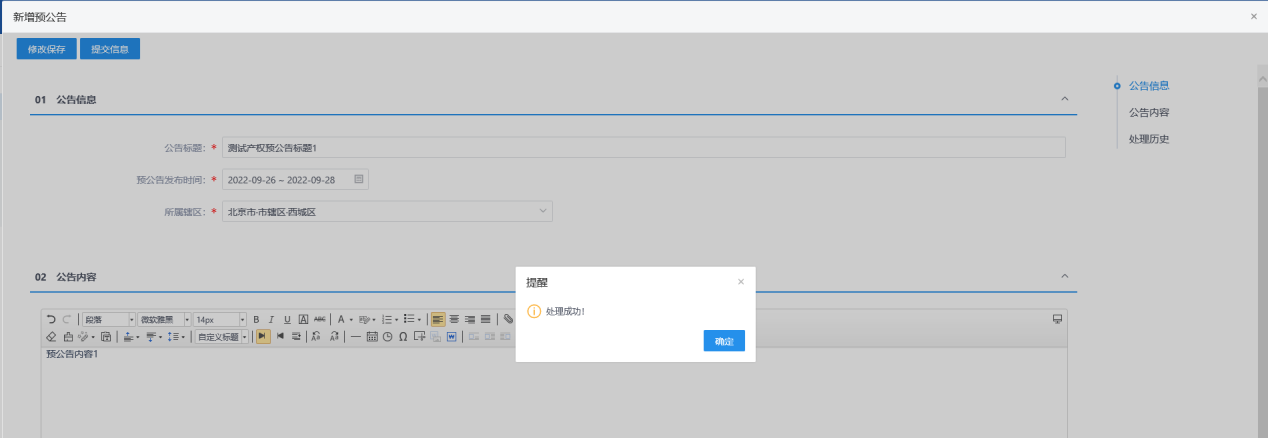 新增预公告
×
修改保存 提交信息
01 公告信息
公告信息
公告内容
处理历史
公告标题: * 测试产权预公告标题1
预公告发布时间: * 2022-09-26 ~ 2022-09-28
所属辖区: * 北京市·市辖区·西城区
02 公告内容
提醒
×
处理成功!
确定
段落 微软雅黑 14px B I U A ABC A
自定义标题
预公告内容1